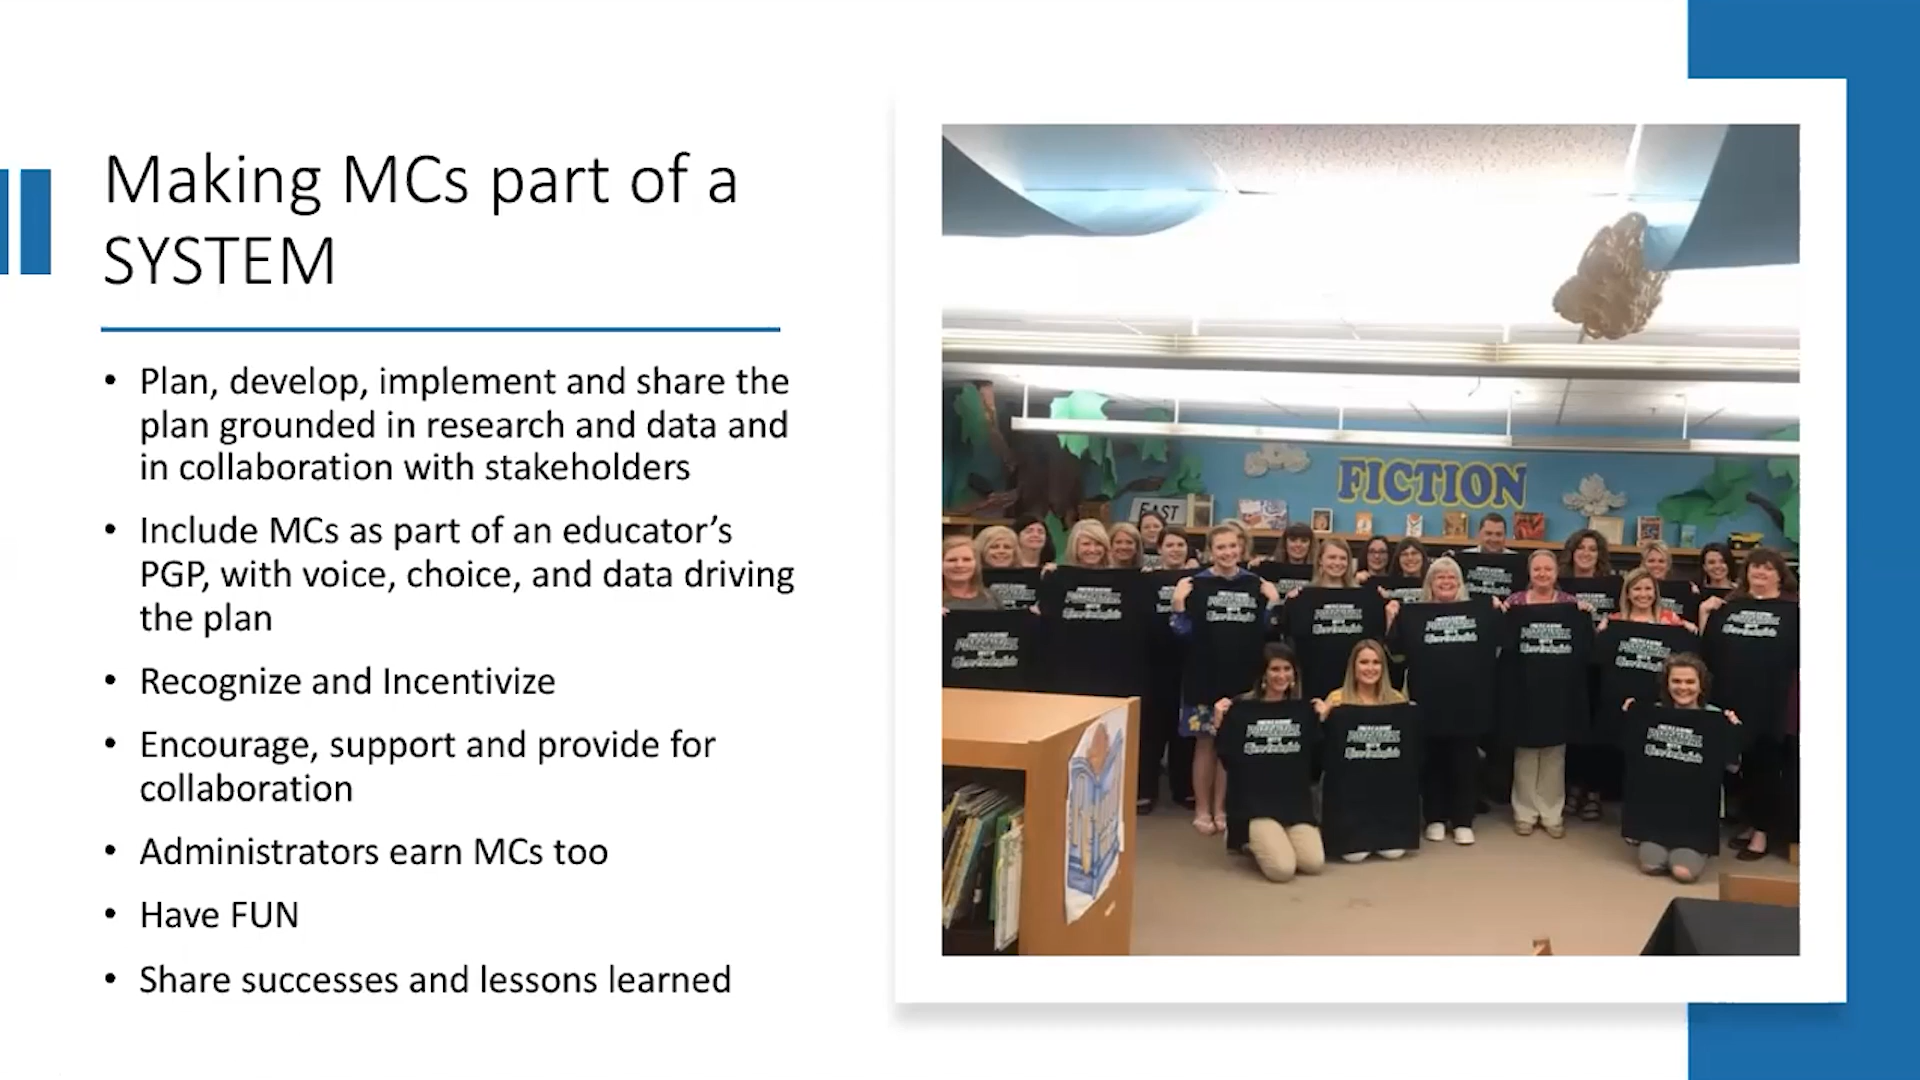 Making MCs part of a
SYSTEM
• Plan, develop, implement and share the
plan grounded in research and data and
in collaboration with stakeholders
• Include MCs as part of an educator’s
PGP, with voice, choice, and data driving
the plan
• Recognize and Incentivize
• Encourage, support and provide for
collaboration
• Administrators earn MCs too
• Have FUN
• Share successes and lessons learned
FICTION
EAST